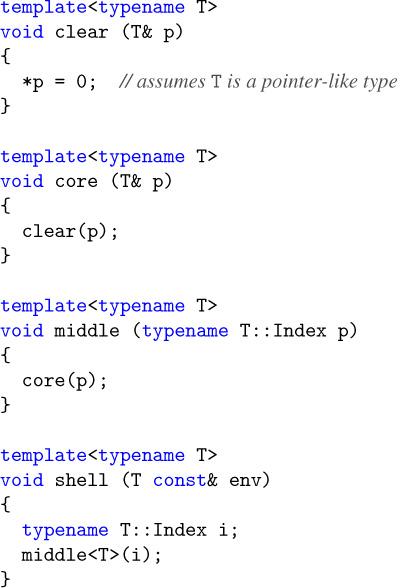 template<typename T>
void clear (T& p)
{
  *p = 0;  // assumes T is a pointer-like type
}

template<typename T>
void core (T& p)
{
  clear(p);
}

template<typename T>
void middle (typename T::Index p)
{
  core(p);
}

template<typename T>
void shell (T const& env)
{
  typename T::Index i;
  middle<T>(i);
}